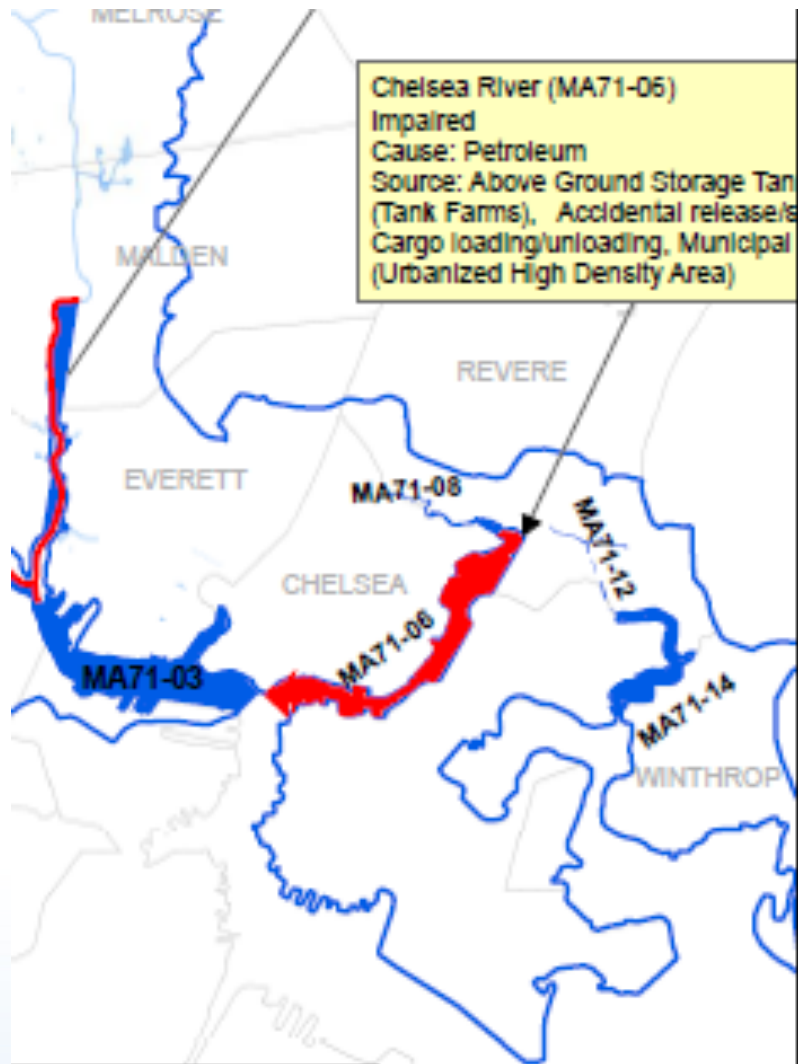 MELROSE
Chelsea River (MA71-06)
Impaired
Cause: Petroleum
Source: Above Ground Storage Tan
(Tank Farms), Accidental release/s
Cargo loading/unloading, Municipal
(Urbanized High Density Area)
MALDEN
REVERE
EVERETT
MA71-08
MA71-12
CHELSEA
MA71-06
MA71-03
MA71-14
WINTHROP